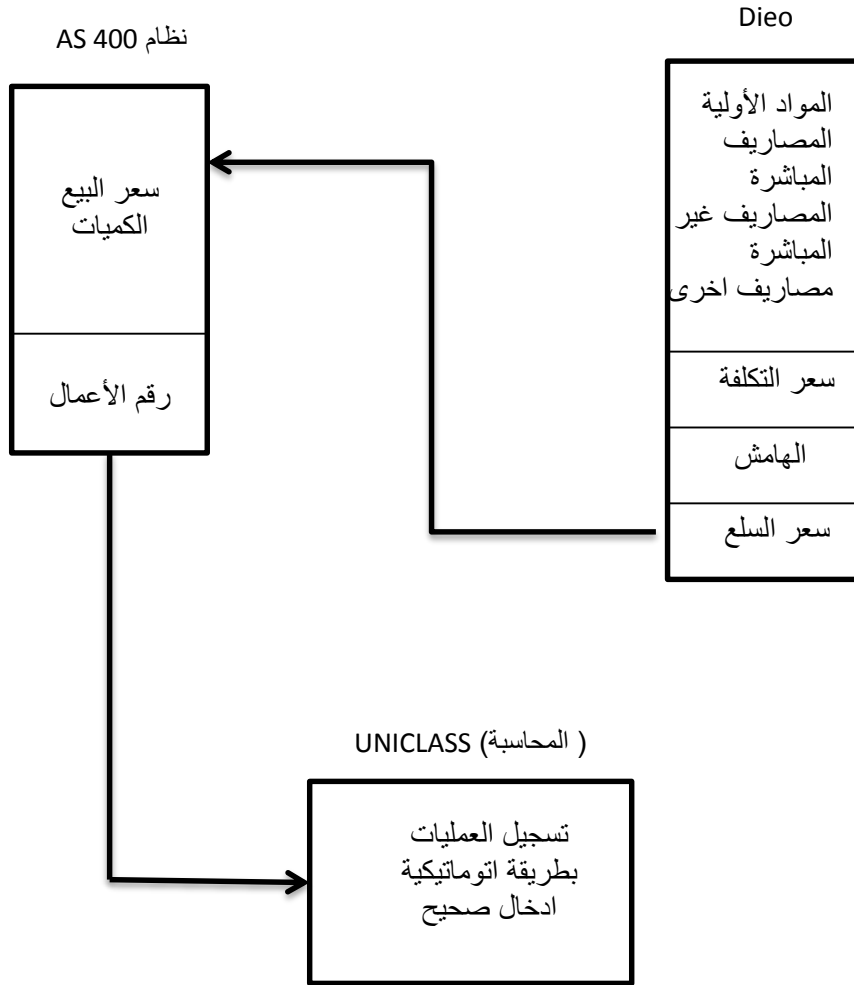 Dieo
المواد الأولية
المصاريف
المباشرة
المصاريف غير
المباشرة
مصاريف اخرى
سعر التكلفة
الهامش
سعر السلع
نظام AS 400
سعر البيع
الكميات
رقم الأعمال
UNICLASS (المحاسبة )
تسجيل العمليات
بطريقة اتوماتيكية
ادخال صحيح